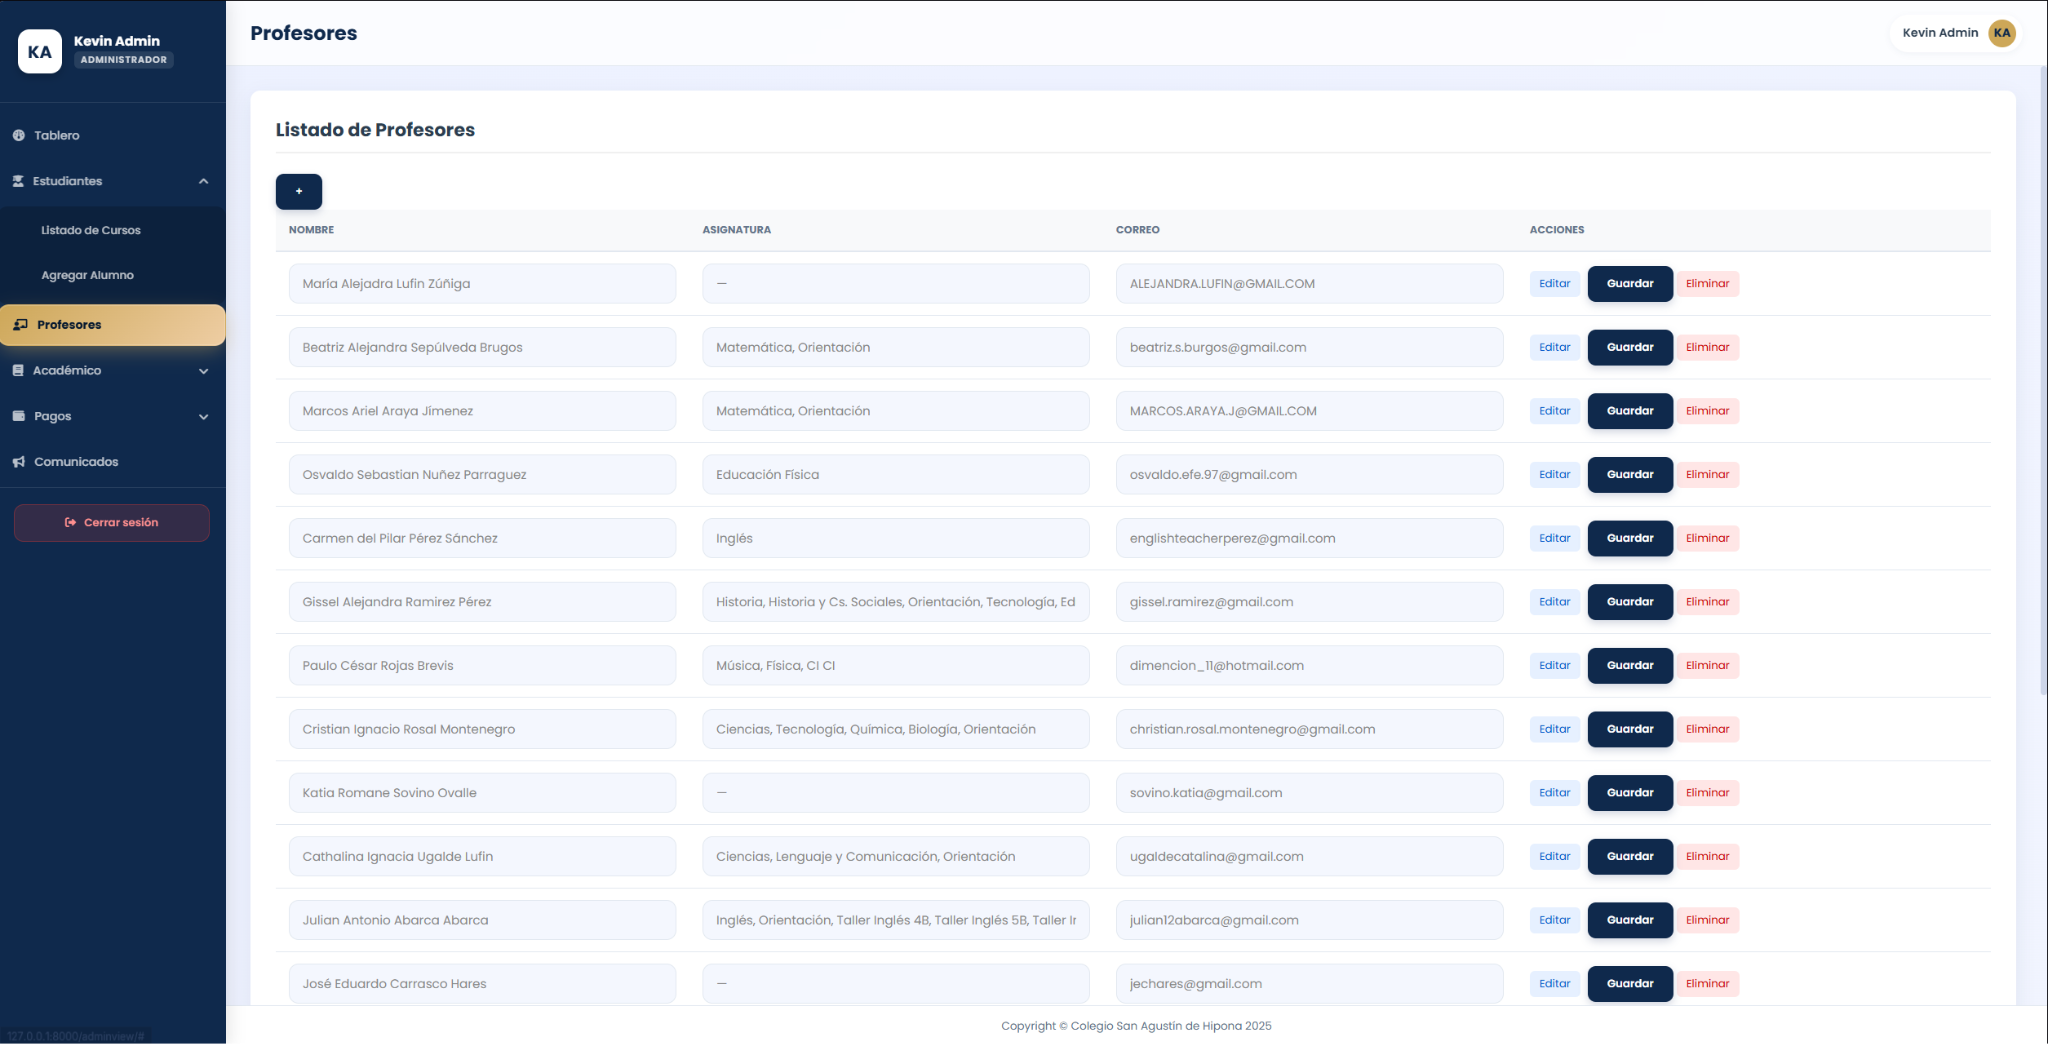 KA
Kevin Admin
ADMINISTRADOR
Tablero
Estudiantes
Listado de Cursos
Agregar Alumno
Profesores
Académico
Pagos
Comunicados
Cerrar sesión
127.0.0.1:8000/adminview/#
Profesores
Kevin Admin KA
Listado de Profesores
+
NOMBRE ASIGNATURA CORREO ACCIONES
María Alejadra Lufin Zúñiga — ALEJANDRA.LUFIN@GMAIL.COM Editar Guardar Eliminar
Beatriz Alejandra Sepúlveda Brugos Matemática, Orientación beatriz.s.burgos@gmail.com Editar Guardar Eliminar
Marcos Ariel Araya Jímenez Matemática, Orientación MARCOS.ARAYA.J@GMAIL.COM Editar Guardar Eliminar
Osvaldo Sebastian Nuñez Parraguez Educación Física osvaldo.efe.97@gmail.com Editar Guardar Eliminar
Carmen del Pilar Pérez Sánchez Inglés englishteacherperez@gmail.com Editar Guardar Eliminar
Gissel Alejandra Ramirez Pérez Historia, Historia y Cs. Sociales, Orientación, Tecnología, Ed gissel.ramirez@gmail.com Editar Guardar Eliminar
Paulo César Rojas Brevis Música, Física, CI CI dimencion_11@hotmail.com Editar Guardar Eliminar
Cristian Ignacio Rosal Montenegro Ciencias, Tecnología, Química, Biología, Orientación christian.rosal.montenegro@gmail.com Editar Guardar Eliminar
Katia Romane Sovino Ovalle — sovino.katia@gmail.com Editar Guardar Eliminar
Cathalina Ignacia Ugalde Lufin Ciencias, Lenguaje y Comunicación, Orientación ugaldecatalina@gmail.com Editar Guardar Eliminar
Julian Antonio Abarca Abarca Inglés, Orientación, Taller Inglés 4B, Taller Inglés 5B, Taller Ir julian12abarca@gmail.com Editar Guardar Eliminar
José Eduardo Carrasco Hares — jechares@gmail.com Editar Guardar Eliminar
Copyright © Colegio San Agustín de Hipona 2025